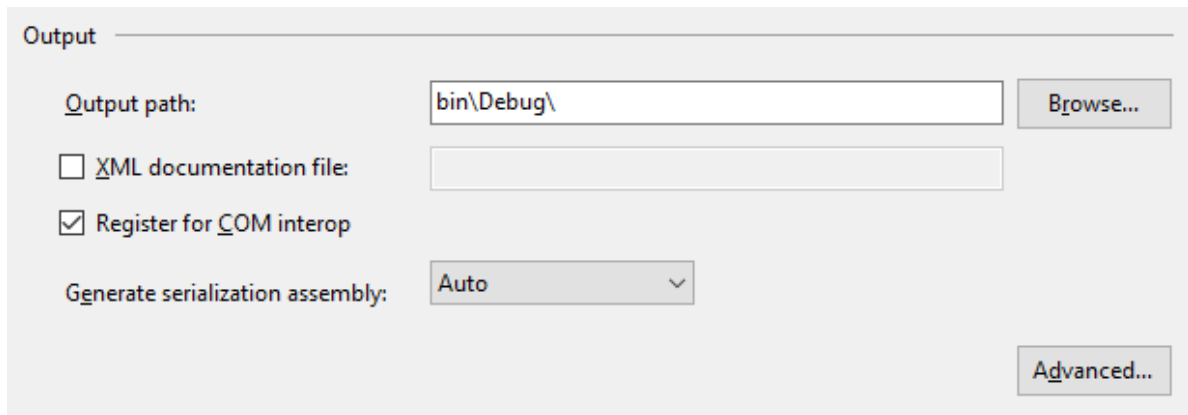 Output
Output path: bin\Debug\ Browse...
XML documentation file:
Register for COM interop
Generate serialization assembly: Auto
Advanced...